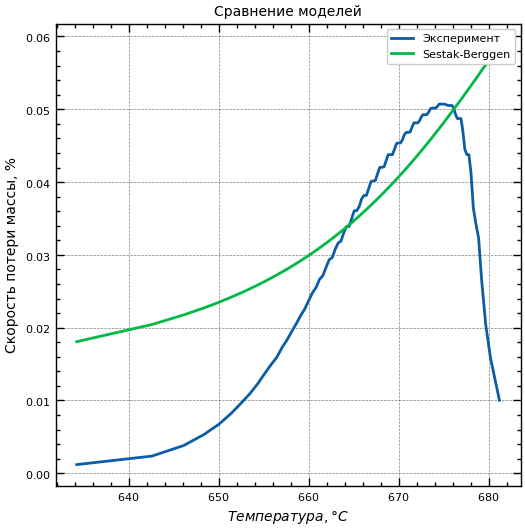 Сравнение моделей
Эксперимент
Sestak-Berggen
Скорость потери массы, %
0.06
0.05
0.04
0.03
0.02
0.01
0.00
640 650 660 670 680
Температура, °C